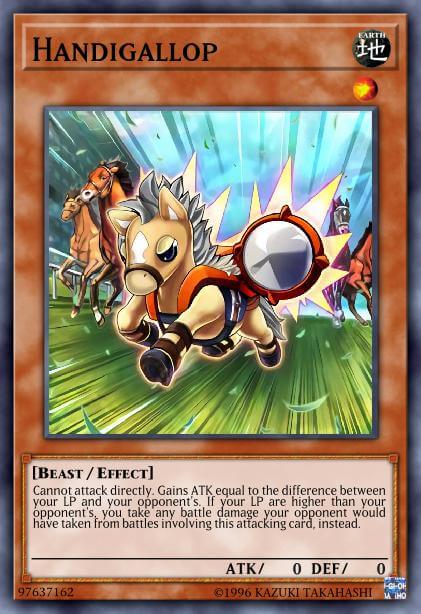 HANDIGALLOP
EARTH
地
[BEAST / EFFECT]
Cannot attack directly. Gains ATK equal to the difference between
your LP and your opponent's. If your LP are higher than your
opponent's, you take any battle damage your opponent would
have taken from battles involving this attacking card, instead.
ATK/ 0 DEF/ 0
97637162 ©1996 KAZUKI TAKAHASHI